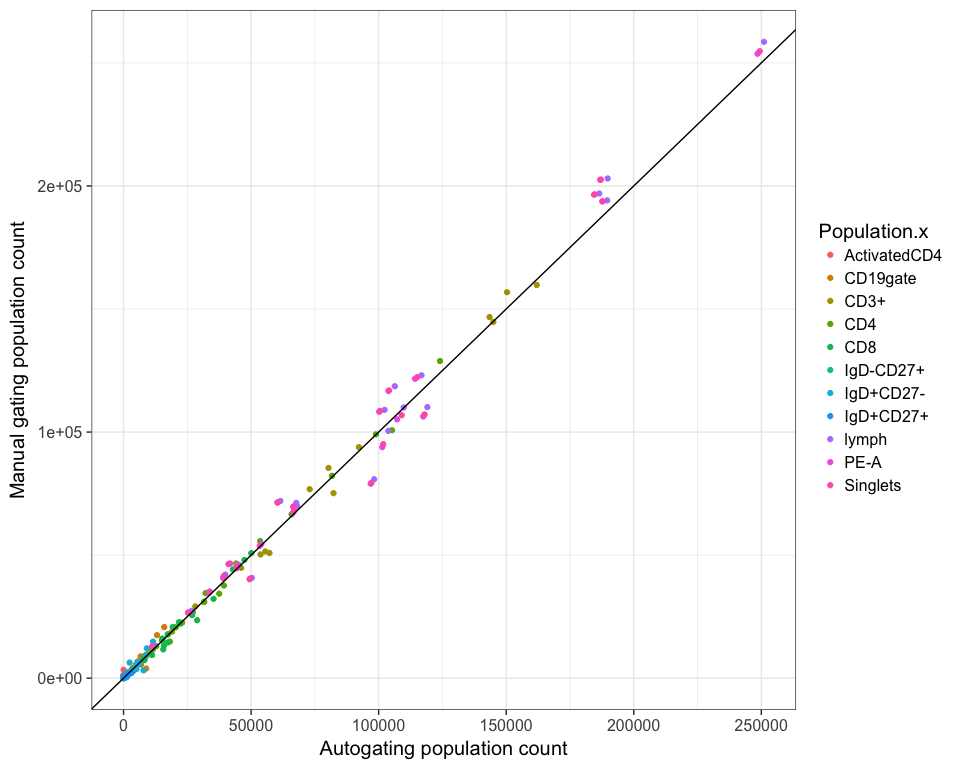 Manual gating population count
2e+05
1e+05
0e+00
0
50000
100000
150000
200000
250000
Autogating population count
Population.x
ActivatedCD4
CD19gate
CD3+
CD4
CD8
IgD-CD27+
IgD+CD27-
IgD+CD27+
lymph
PE-A
Singlets